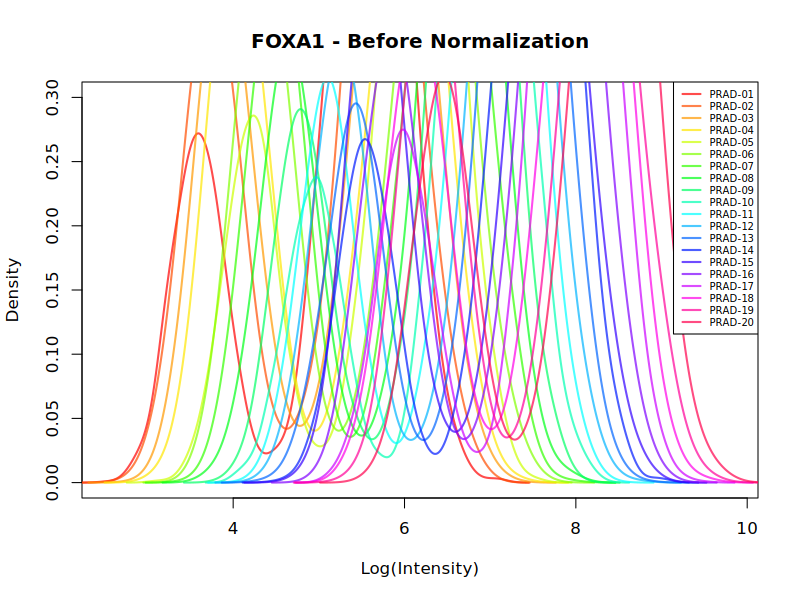 FOXA1 - Before Normalization
Density
0.30
0.25
0.20
0.15
0.10
0.05
0.00
4
6
8
10
Log(Intensity)
PRAD-01
PRAD-02
PRAD-03
PRAD-04
PRAD-05
PRAD-06
PRAD-07
PRAD-08
PRAD-09
PRAD-10
PRAD-11
PRAD-12
PRAD-13
PRAD-14
PRAD-15
PRAD-16
PRAD-17
PRAD-18
PRAD-19
PRAD-20